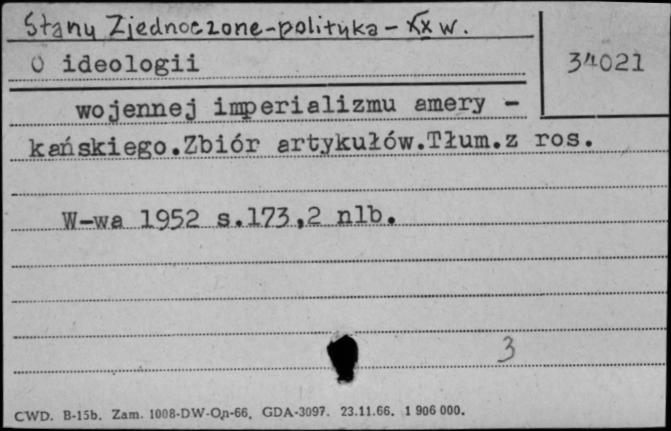 Stany Zjednoczone-polityka - XX w.
O ideologii
34021
wojennej imperializmu amery -
kańskiego.Zbiór artykułów.Tłum.z ros.
W-wa 1952 s.173,2 nlb.
3
CWD. B-15b. Zam. 1008-DW-Op-66. GDA-3097. 23.11.66. 1 906 000.